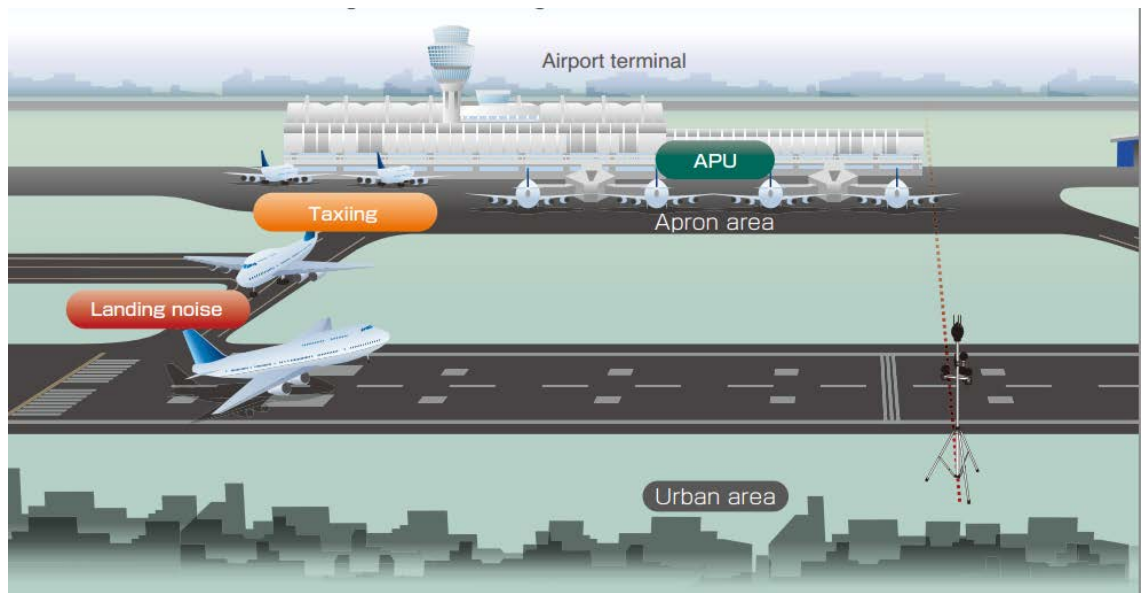 Airport terminal
APU
Taxiing
Apron area
Landing noise
Urban area